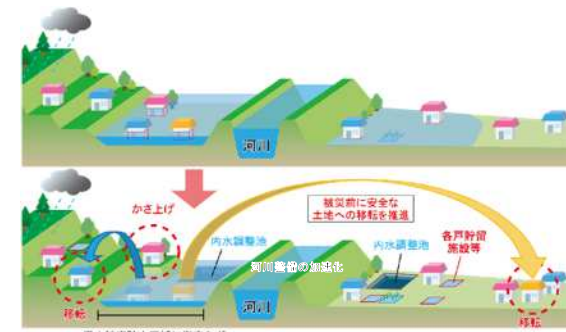 河川
かさ上げ
被災前に安全な
土地への移転を推進
内水調整池
河川整備の加速化
内水調整池
各戸貯留
施設等
移転
河川
移転